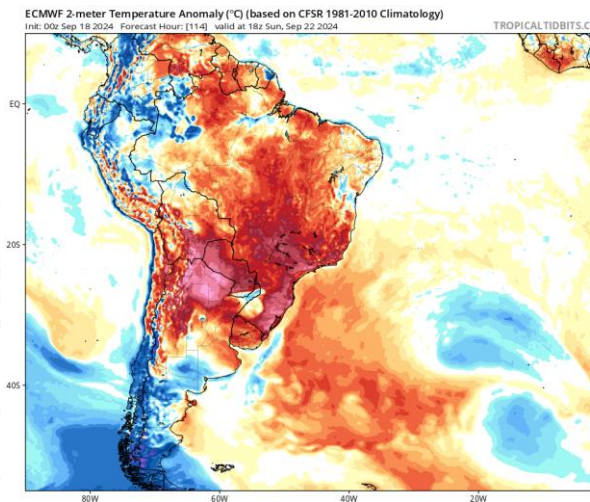 ECMWF 2-meter Temperature Anomaly (°C) (based on CFSR 1981-2010 Climatology)
Init: 00z Sep 18 2024 Forecast Hour: [114] valid at 18z Sun, Sep 22 2024 TROPICALTIDBITS.C
EQ
20S
40S
80W 60W 40W 20W